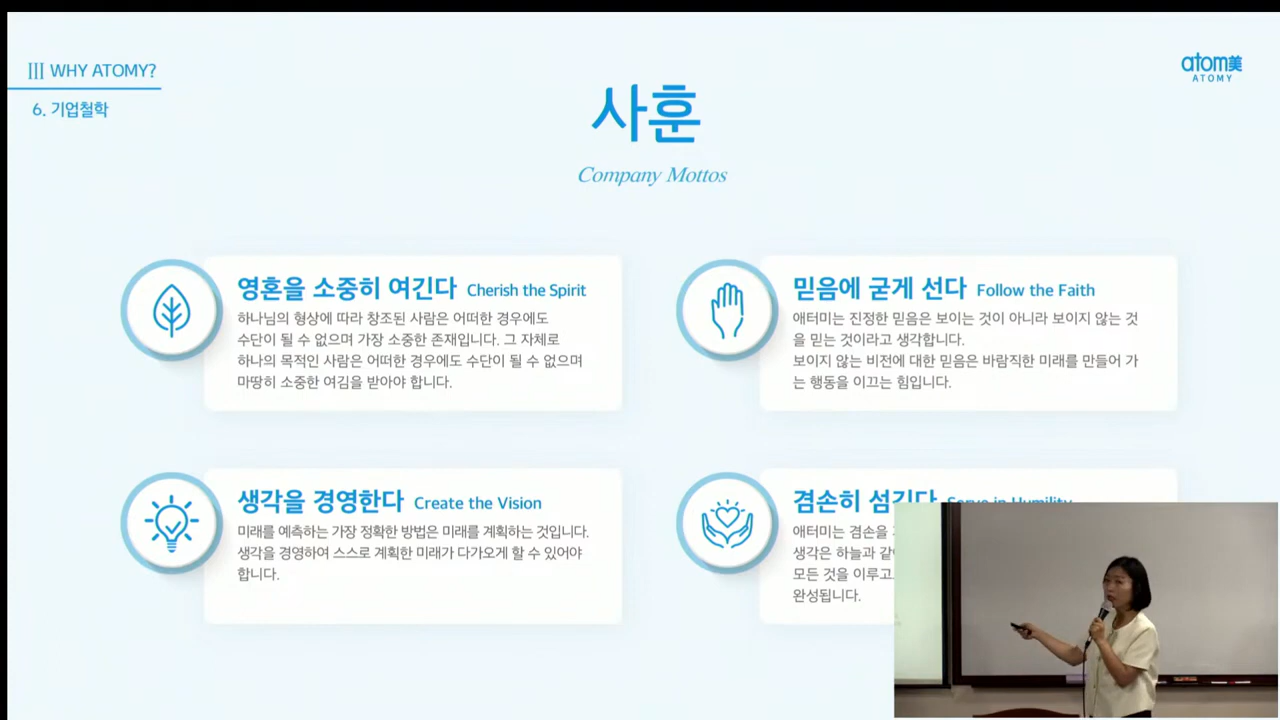 III WHY ATOMY?
6. 기업철학
atom美
ATOMY
사훈
Company Mottos
영혼을 소중히 여긴다 Cherish the Spirit
하나님의 형상에 따라 창조된 사람은 어떠한 경우에도
수단이 될 수 없으며 가장 소중한 존재입니다. 그 자체로
하나의 목적인 사람은 어떠한 경우에도 수단이 될 수 없으며
마땅히 소중한 여김을 받아야 합니다.
믿음에 굳게 선다 Follow the Faith
애터미는 진정한 믿음은 보이는 것이 아니라 보이지 않는 것
을 믿는 것이라고 생각합니다.
보이지 않는 비전에 대한 믿음은 바람직한 미래를 만들어 가
는 행동을 이끄는 힘입니다.
생각을 경영한다 Create the Vision
미래를 예측하는 가장 정확한 방법은 미래를 계획하는 것입니다.
생각을 경영하여 스스로 계획한 미래가 다가오게 할 수 있어야
합니다.
겸손히 섬긴다 Serve in Humility
애터미는 겸손을
생각은 하늘과
모든 것을 이루고
완성됩니다.